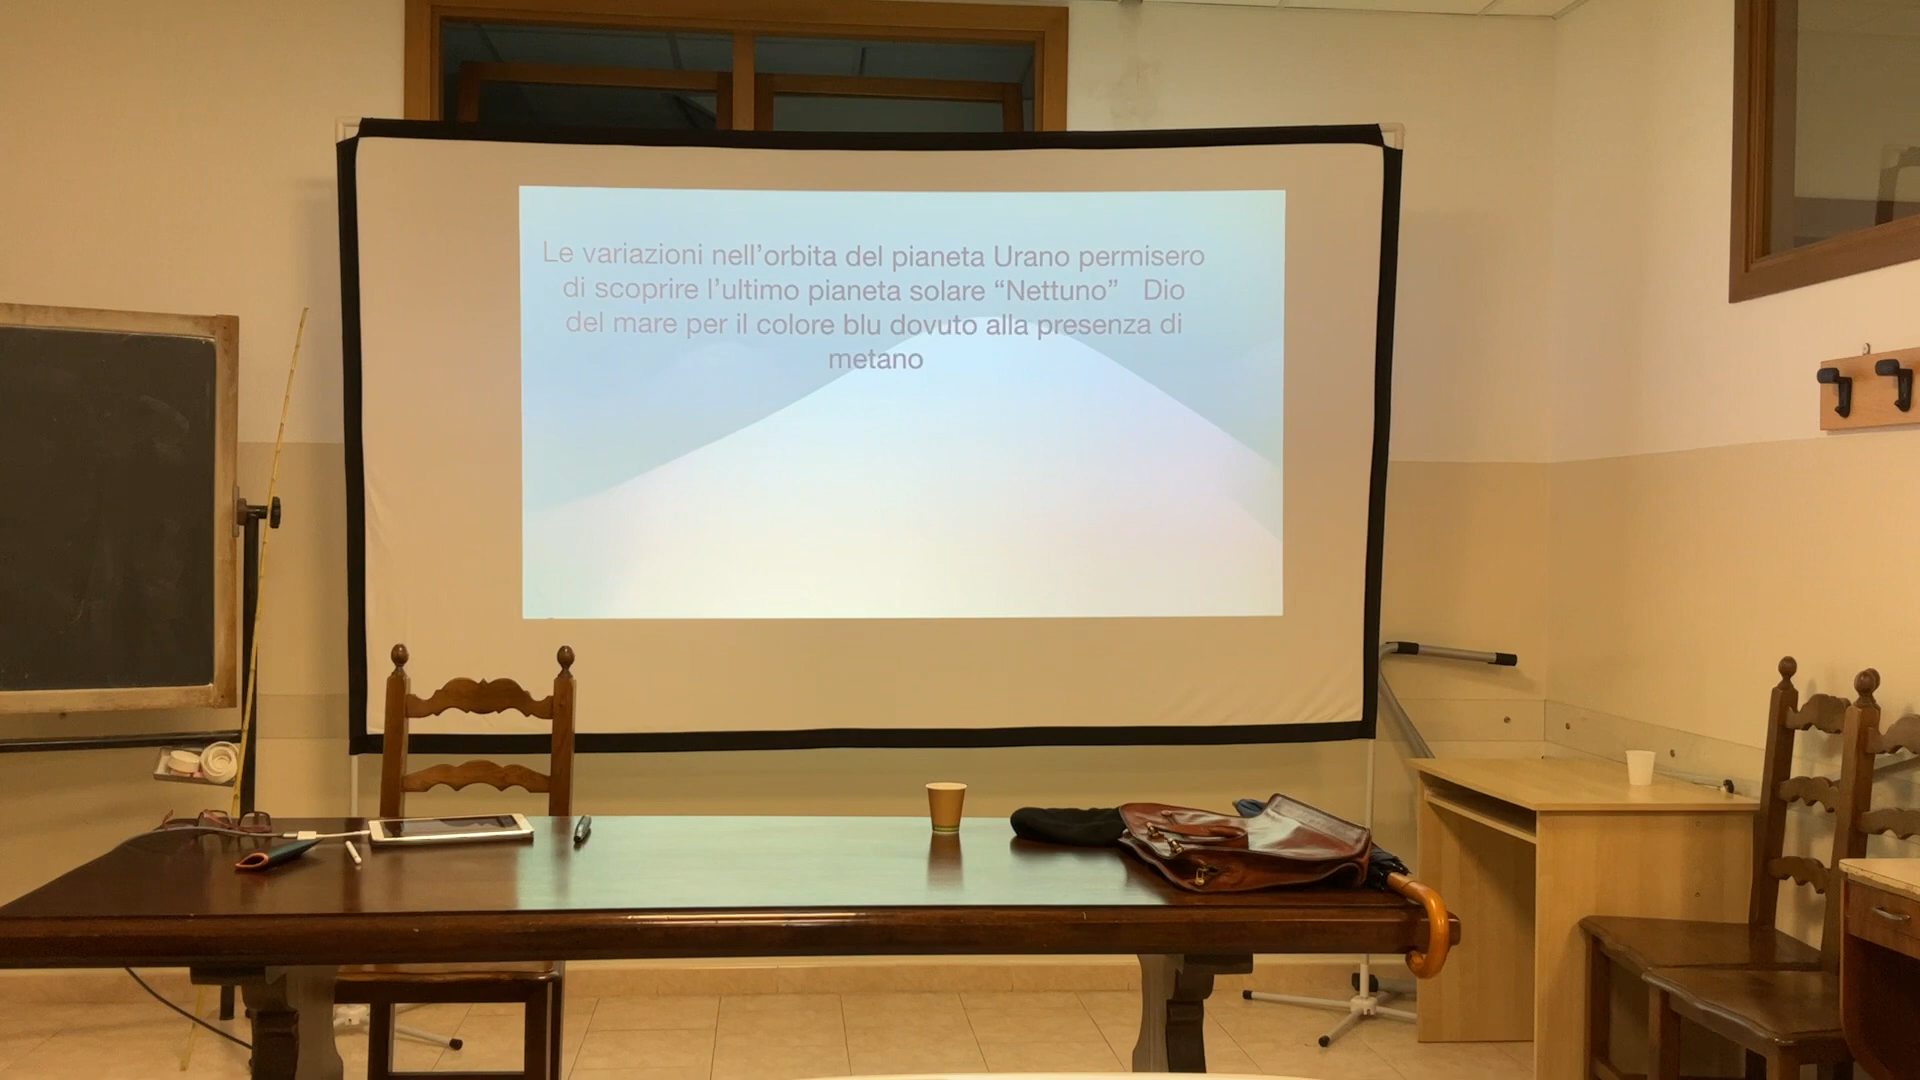 Le variazioni nell’orbita del pianeta Urano permisero
di scoprire l’ultimo pianeta solare “Nettuno” Dio
del mare per il colore blu dovuto alla presenza di
metano